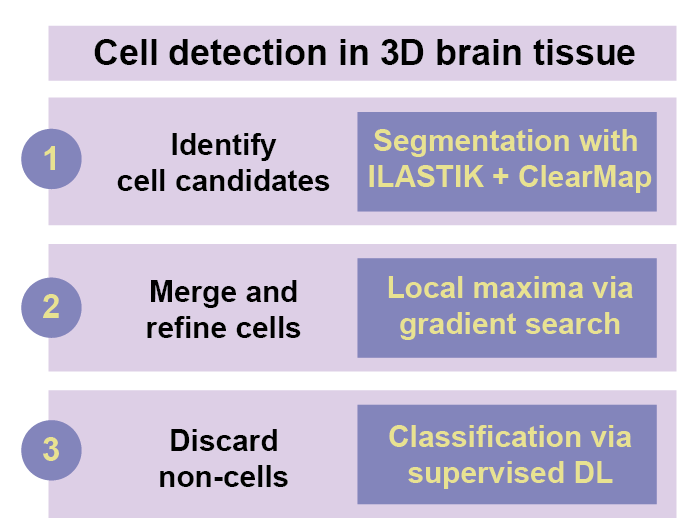 Cell detection in 3D brain tissue
1
Identify
cell candidates
Segmentation with
ILASTIK + ClearMap
2
Merge and
refine cells
Local maxima via
gradient search
3
Discard
non-cells
Classification via
supervised DL